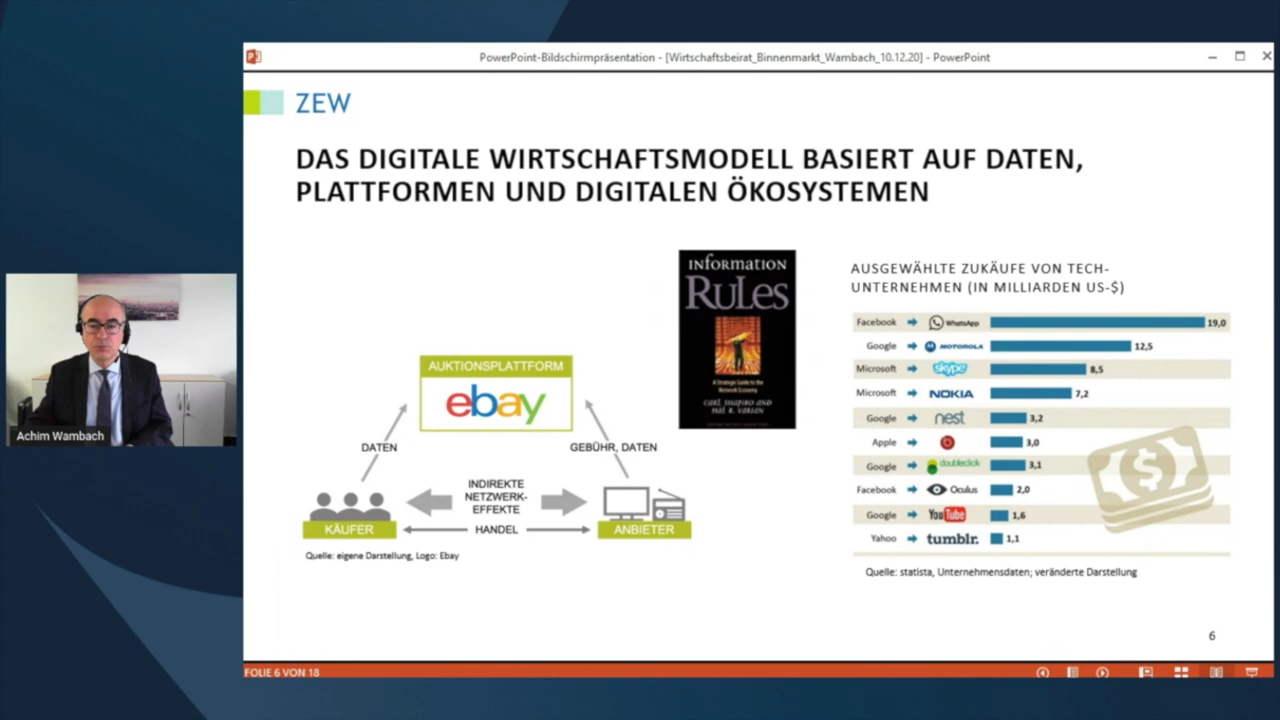 PowerPoint-Bildschirmpräsentation - [Wirtschaftsbeirat_Binnenmarkt_Wambach_10.12.20] - PowerPoint
ZEW
DAS DIGITALE WIRTSCHAFTSMODELL BASIERT AUF DATEN,
PLATTFORMEN UND DIGITALEN ÖKOSYSTEMEN
Achim Wambach
AUKTIONSPLATTFORM
ebay
DATEN
GEBÜHR, DATEN
INDIREKTE
NETZWERK-
EFFEKTE
KÄUFER
HANDEL
ANBIETER
Quelle: eigene Darstellung, Logo: Ebay
INFORMATION
RULES
A Strategic Guide to the
Network Economy
CARL SHAPIRO AND
HAL R. VARIAN
AUSGEWÄHLTE ZUKÄUFE VON TECH-
UNTERNEHMEN (IN MILLIARDEN US-$)
Facebook WhatsApp 19,0
Google MOTOROLA 12,5
Microsoft skype 8,5
Microsoft NOKIA 7,2
Google nest 3,2
Apple 3,0
Google doubleclick 3,1
Facebook Oculus 2,0
Google YouTube 1,6
Yahoo tumblr. 1,1
Quelle: statista, Unternehmensdaten; veränderte Darstellung
6
FOLIE 6 VON 18